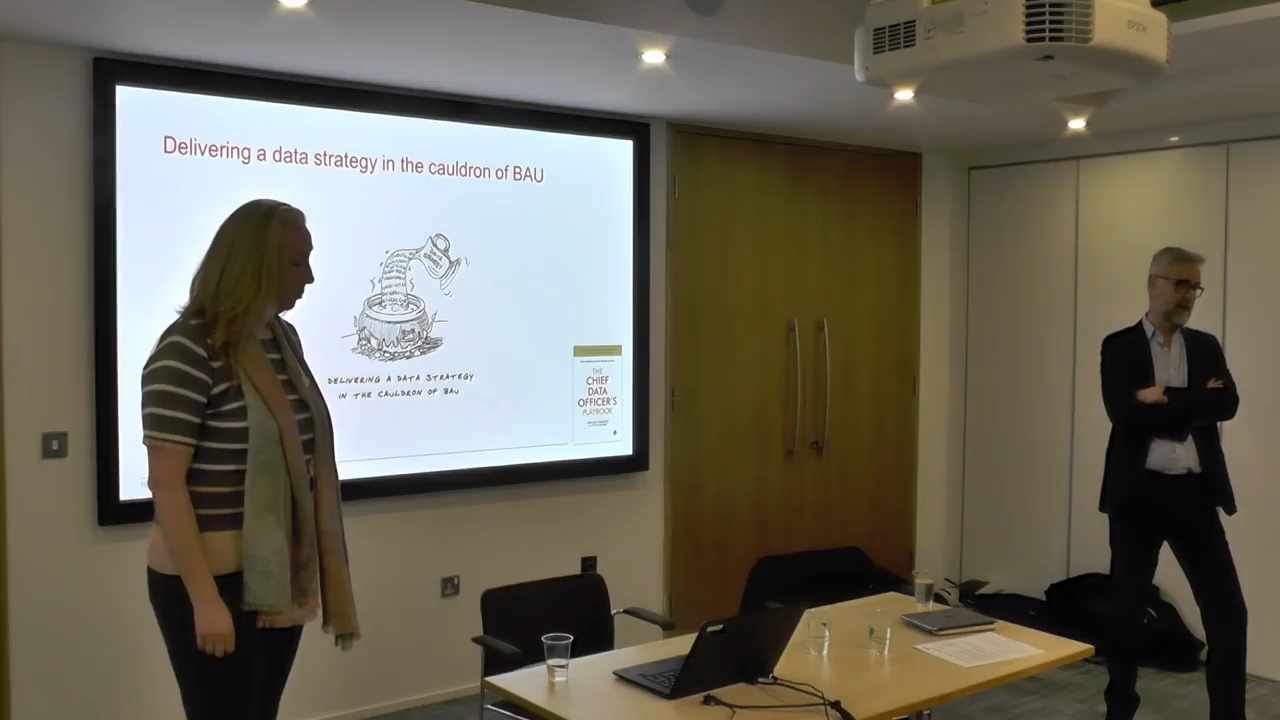 EPSON
Delivering a data strategy in the cauldron of BAU
DELIVERING A DATA STRATEGY
IN THE CAULDRON OF BAU
THE
CHIEF
DATA
OFFICER'S
PLAYBOOK